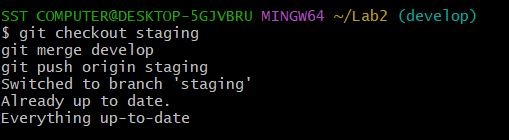 SST COMPUTER@DESKTOP-5GJVBRU MINGW64 ~/Lab2 (develop)
$ git checkout staging
git merge develop
git push origin staging
Switched to branch 'staging'
Already up to date.
Everything up-to-date